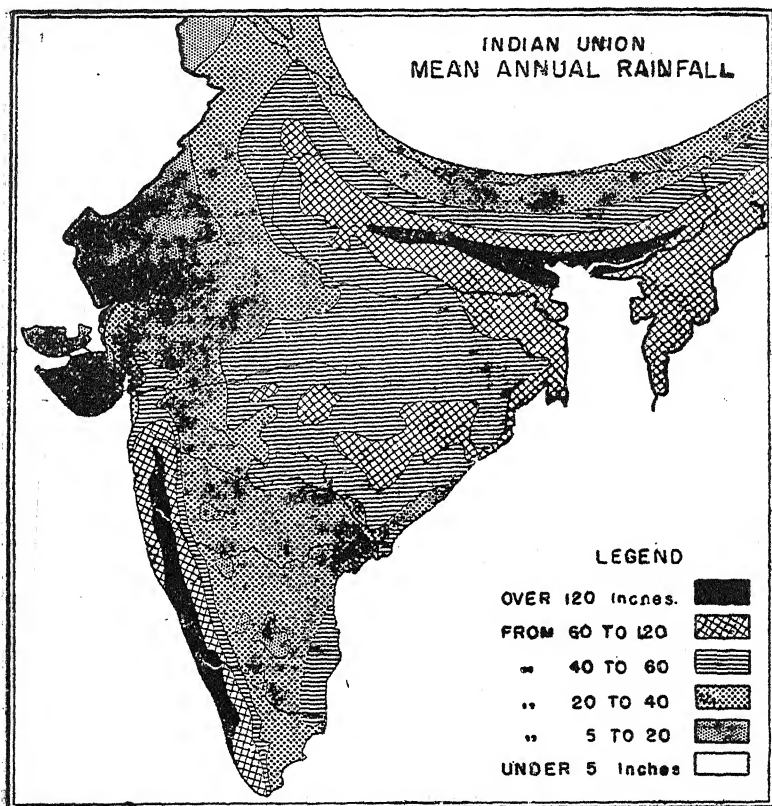 INDIAN UNION
MEAN ANNUAL RAINFALL
LEGEND
OVER 120 Inches.
FROM 60 TO 120
" 40 TO 60
" 20 TO 40
" 5 TO 20
UNDER 5 Inches